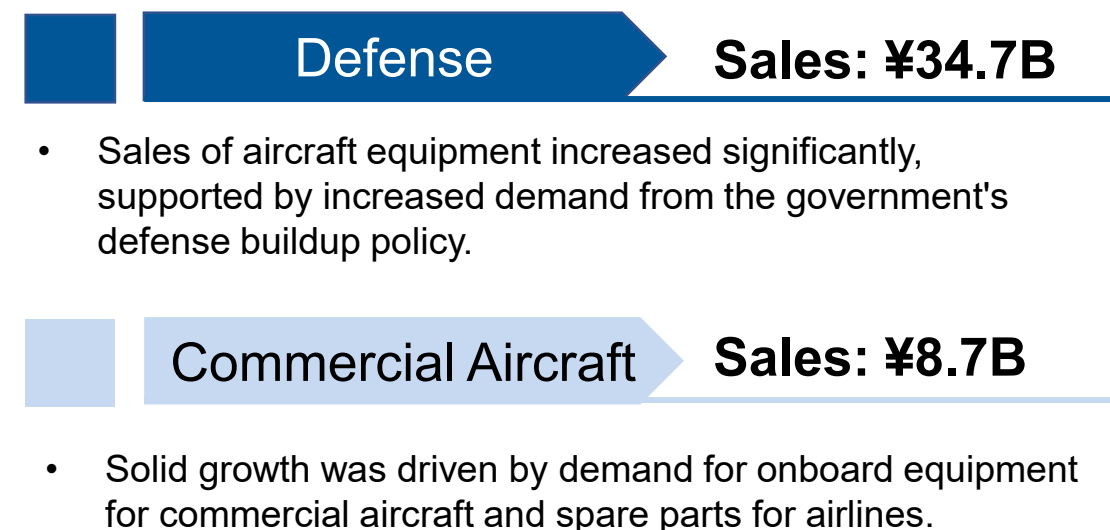 Defense
Sales: ¥34.7B
• Sales of aircraft equipment increased significantly,
supported by increased demand from the government's
defense buildup policy.
Commercial Aircraft
Sales: ¥8.7B
• Solid growth was driven by demand for onboard equipment
for commercial aircraft and spare parts for airlines.